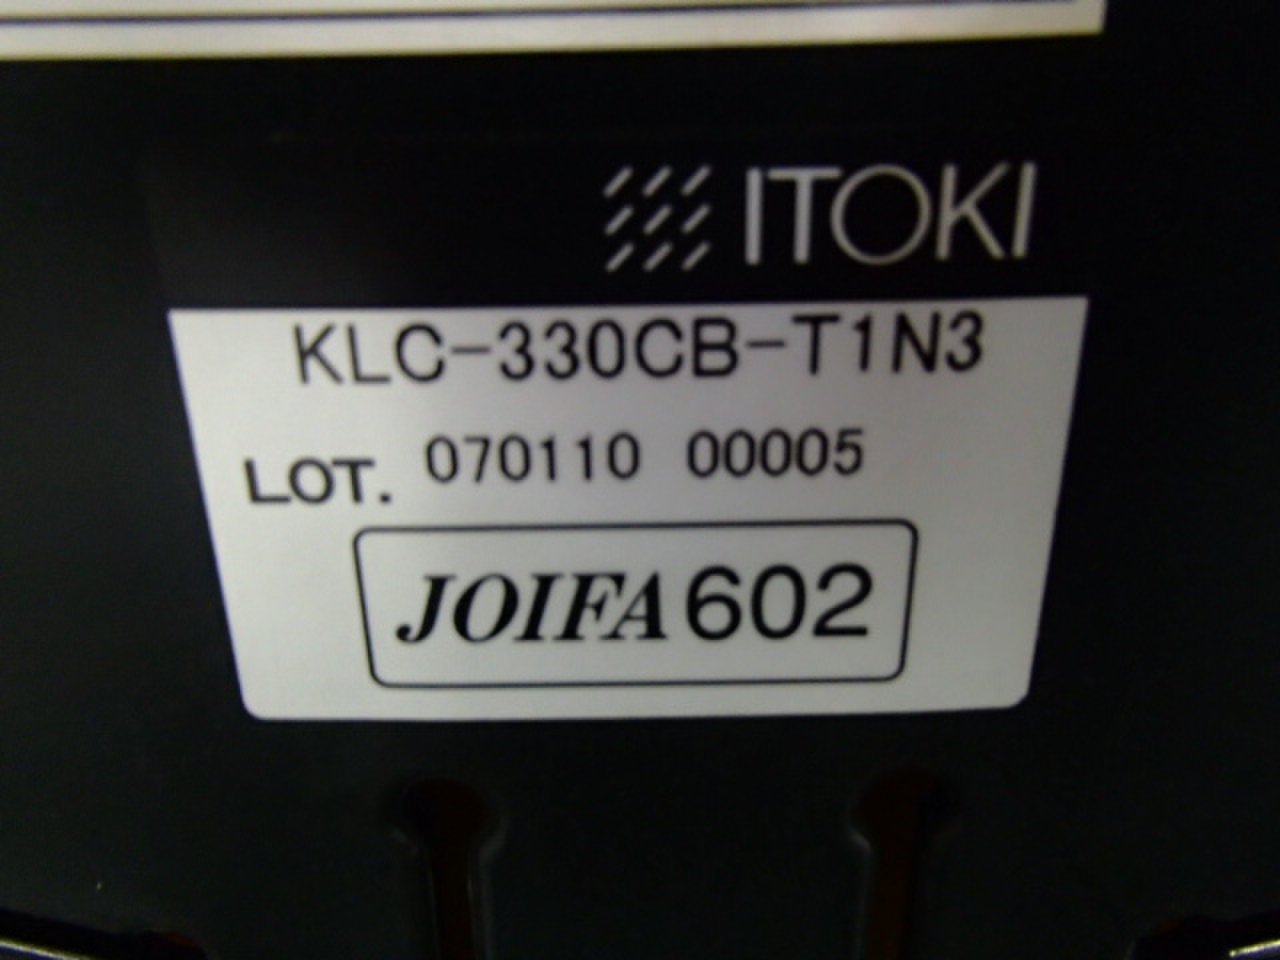 ITOKI
KLC-330CB-T1N3
LOT. 070110 00005
JOIFA 602